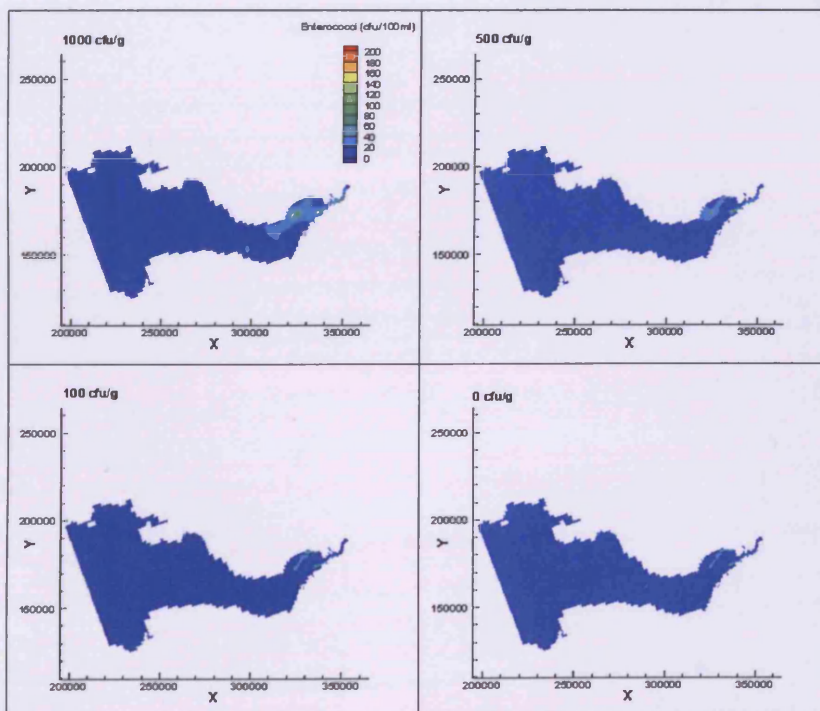 1000 cfu/g
Enterococci (cfu/100ml)
200
180
160
140
120
100
80
60
40
20
0
250000
200000
150000
Y
200000 250000 300000 350000
X
500 cfu/g
250000
200000
150000
Y
200000 250000 300000 350000
X
100 cfu/g
250000
200000
150000
Y
200000 250000 300000 350000
X
0 cfu/g
250000
200000
150000
Y
200000 250000 300000 350000
X